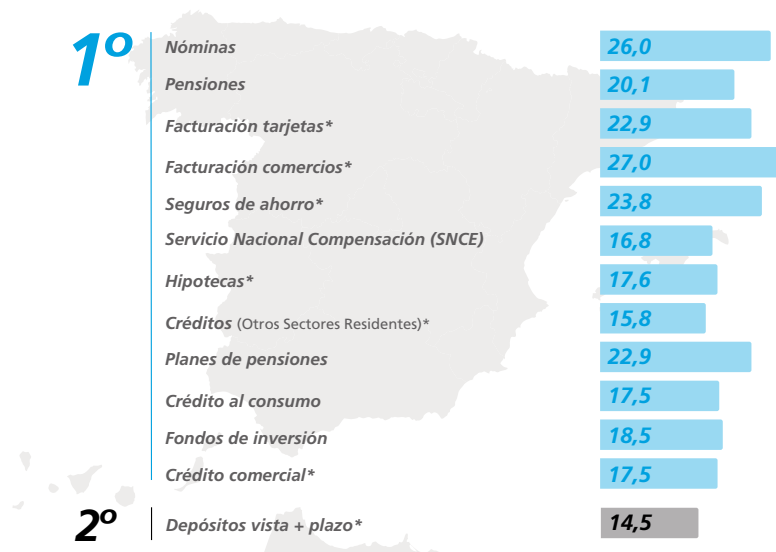 1º
Nóminas 26,0
Pensiones 20,1
Facturación tarjetas* 22,9
Facturación comercios* 27,0
Seguros de ahorro* 23,8
Servicio Nacional Compensación (SNCE) 16,8
Hipotecas* 17,6
Créditos (Otros Sectores Residentes)* 15,8
Planes de pensiones 22,9
Crédito al consumo 17,5
Fondos de inversión 18,5
Crédito comercial* 17,5
2º Depósitos vista + plazo* 14,5